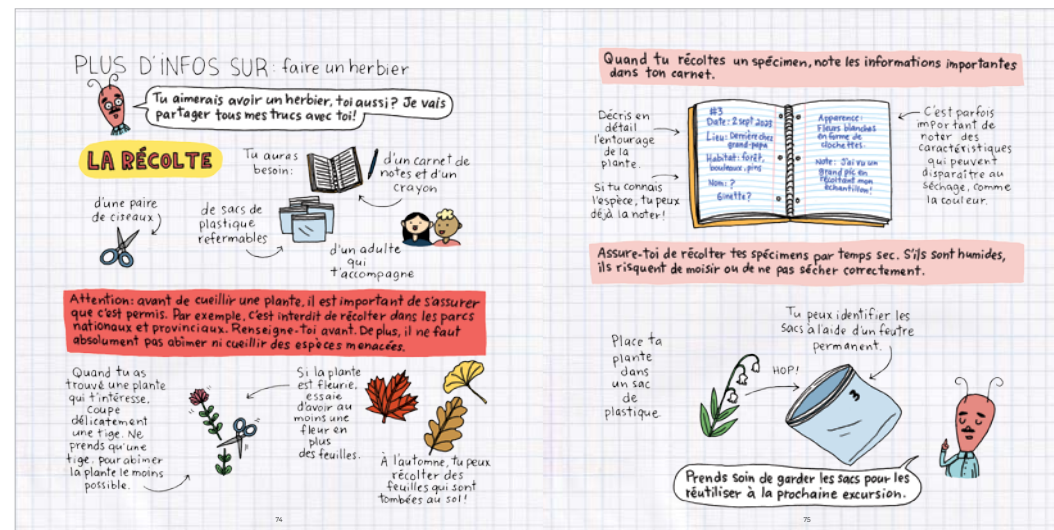 PLUS D'INFOS SUR: faire un herbier
Tu aimerais avoir un herbier, toi aussi? Je vais
partager tous mes trucs avec toi!
LA RÉCOLTE
Tu auras
besoin:
d'un carnet de
notes et d'un
crayon
d'une paire
de ciseaux
de sacs de
plastique
refermables
d'un adulte
qui
t'accompagne
Attention: avant de cueillir une plante, il est important de s'assurer
que c'est permis. Par exemple, c'est interdit de récolter dans les parcs
nationaux et provinciaux. Renseigne-toi avant. De plus, il ne faut
absolument pas abîmer ni cueillir des espèces menacées.
Quand tu as
trouvé une plante
qui t'intéresse,
coupe
délicatement
une tige. Ne
prends qu'une
tige, pour abîmer
la plante le moins
possible.
Si la plante
est fleurie,
essaie
d'avoir au
moins une
fleur en
plus
des feuilles.
À l'automne, tu peux
récolter des
feuilles qui sont
tombées au sol!
74
Quand tu récoltes un spécimen, note les informations importantes
dans ton carnet.
Décris en
détail
l'entourage
de la
plante.
Si tu connais
l'espèce, tu peux
déjà la noter!
#3
Date: 2 sept 2023
Lieu: Derrière chez
grand-papa
Habitat: forêt,
bouleaux, pins
Nom: ?
Ginette?
Apparence:
Fleurs blanches
en forme de
clochettes.
Note: J'ai vu un
grand pic en
récoltant mon
échantillon!
C'est parfois
important de
noter des
caractéristiques
qui peuvent
disparaître au
séchage, comme
la couleur.
Assure-toi de récolter tes spécimens par temps sec. S'ils sont humides,
ils risquent de moisir ou de ne pas sécher correctement.
Place ta
plante
dans
un sac
de
plastique.
HOP!
Tu peux identifier les
sacs à l'aide d'un feutre
permanent.
3
Prends soin de garder les sacs pour les
réutiliser à la prochaine excursion.
75